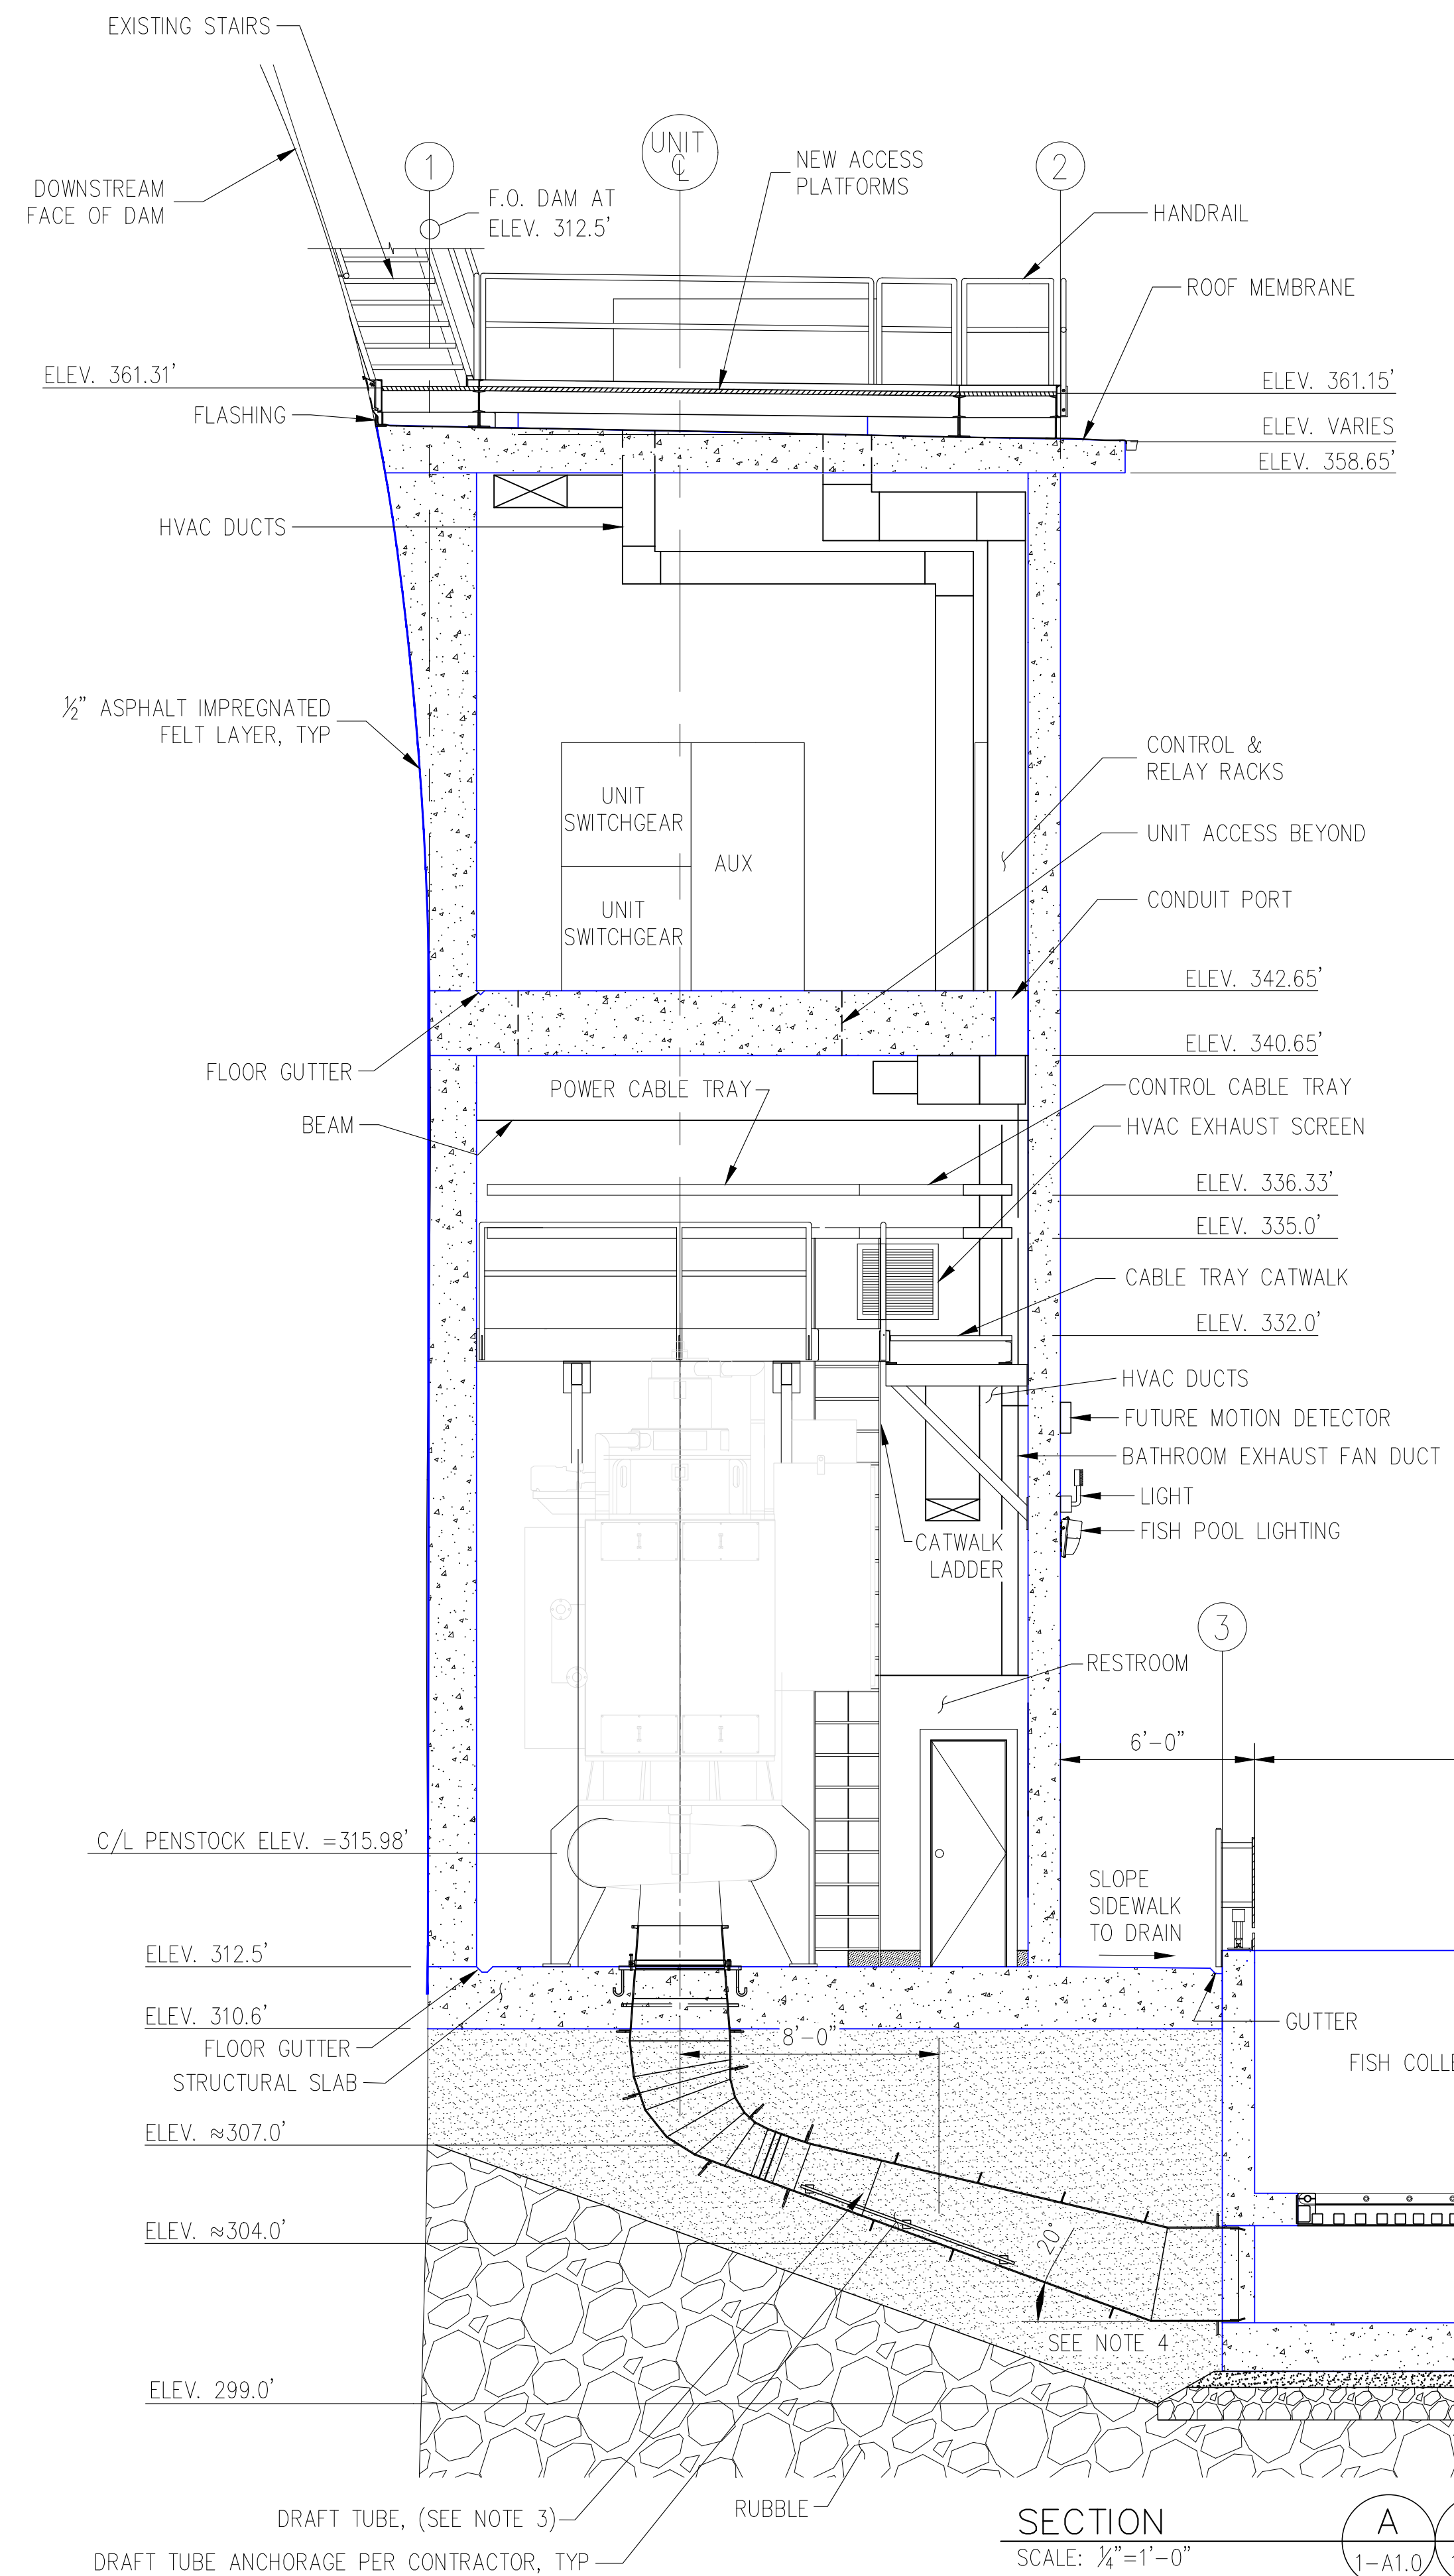 EXISTING STAIRS
DOWNSTREAM
FACE OF DAM
1
F.O. DAM AT
ELEV. 312.5'
UNIT
℄
NEW ACCESS
PLATFORMS
2
HANDRAIL
ROOF MEMBRANE
ELEV. 361.31'
FLASHING
ELEV. 361.15'
ELEV. VARIES
ELEV. 358.65'
HVAC DUCTS
½" ASPHALT IMPREGNATED
FELT LAYER, TYP
UNIT
SWITCHGEAR
AUX
UNIT
SWITCHGEAR
CONTROL &
RELAY RACKS
UNIT ACCESS BEYOND
CONDUIT PORT
ELEV. 342.65'
ELEV. 340.65'
FLOOR GUTTER
BEAM
POWER CABLE TRAY
CONTROL CABLE TRAY
HVAC EXHAUST SCREEN
ELEV. 336.33'
ELEV. 335.0'
CABLE TRAY CATWALK
ELEV. 332.0'
HVAC DUCTS
FUTURE MOTION DETECTOR
BATHROOM EXHAUST FAN DUCT
LIGHT
FISH POOL LIGHTING
CATWALK
LADDER
3
RESTROOM
6'-0"
C/L PENSTOCK ELEV. =315.98'
SLOPE
SIDEWALK
TO DRAIN
ELEV. 312.5'
ELEV. 310.6'
FLOOR GUTTER
STRUCTURAL SLAB
8'-0"
GUTTER
FISH COLLE
ELEV. ≈307.0'
ELEV. ≈304.0'
20°
SEE NOTE 4
ELEV. 299.0'
DRAFT TUBE, (SEE NOTE 3)
RUBBLE
DRAFT TUBE ANCHORAGE PER CONTRACTOR, TYP
SECTION
SCALE: ¼"=1'-0"
A
1-A1.0